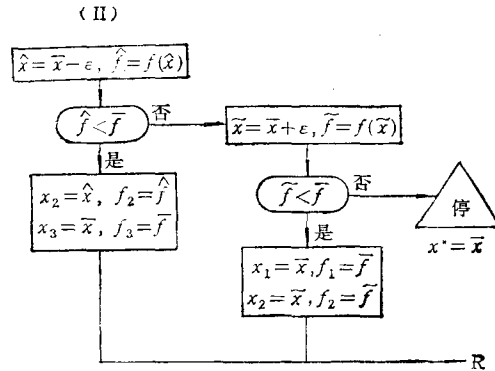 (II)
x̂ = x̄ − ε, f̂ = f(x̂)
f̂ < f̄
否
x̃ = x̄ + ε, f̃ = f(x̃)
是
x₂ = x̂, f₂ = f̂
x₃ = x̄, f₃ = f̄
f̃ < f̄
否
停
x* = x̄
是
x₁ = x̄, f₁ = f̄
x₂ = x̃, f₂ = f̃
R